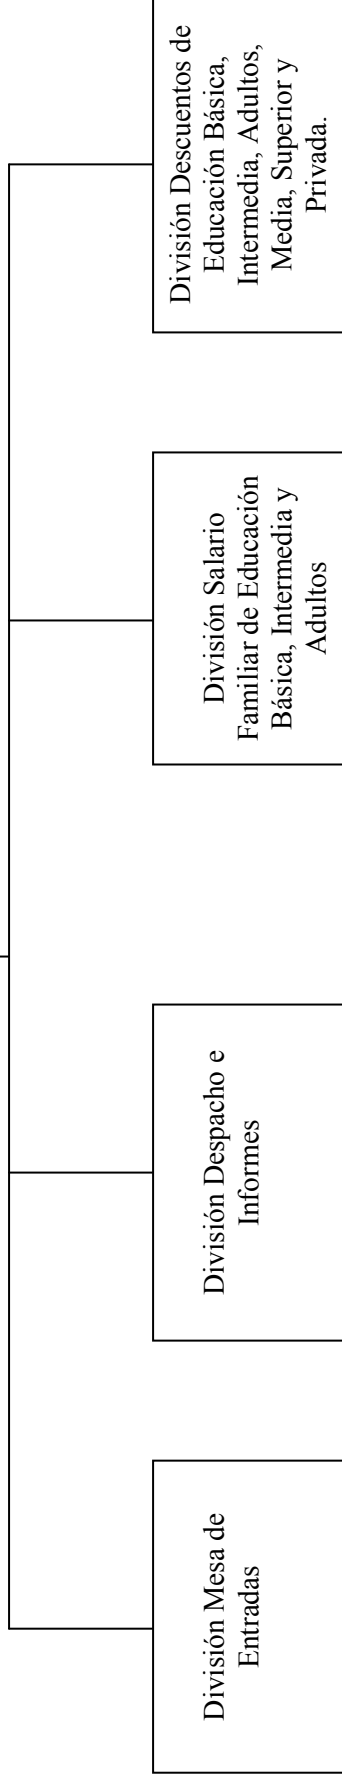 División Mesa de
Entradas
División Despacho e
Informes
División Salario
Familiar de Educación
Básica, Intermedia y
Adultos
División Descuentos de
Educación Básica,
Intermedia, Adultos,
Media, Superior y
Privada.